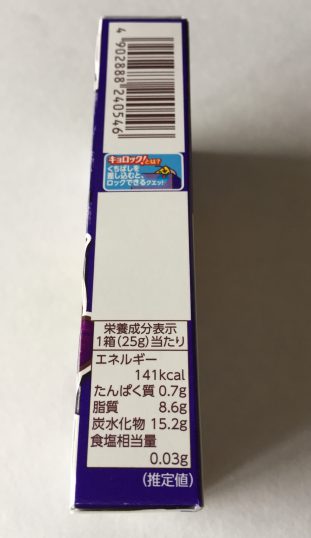 4 902888 240546
キョロック!とは?
くちばしを
差し込むと、
ロックできるクエッ!
栄養成分表示
1箱(25g)当たり
エネルギー
141kcal
たんぱく質 0.7g
脂質 8.6g
炭水化物 15.2g
食塩相当量
0.03g
(推定値)